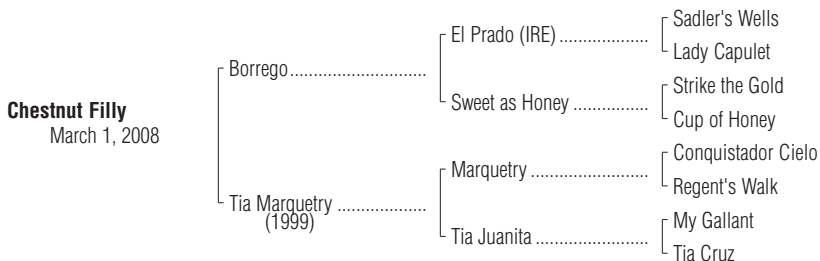 Chestnut Filly
March 1, 2008
Borrego
Tia Marquetry
(1999)
El Prado (IRE)
Sweet as Honey
Marquetry
Tia Juanita
Sadler's Wells
Lady Capulet
Strike the Gold
Cup of Honey
Conquistador Cielo
Regent's Walk
My Gallant
Tia Cruz